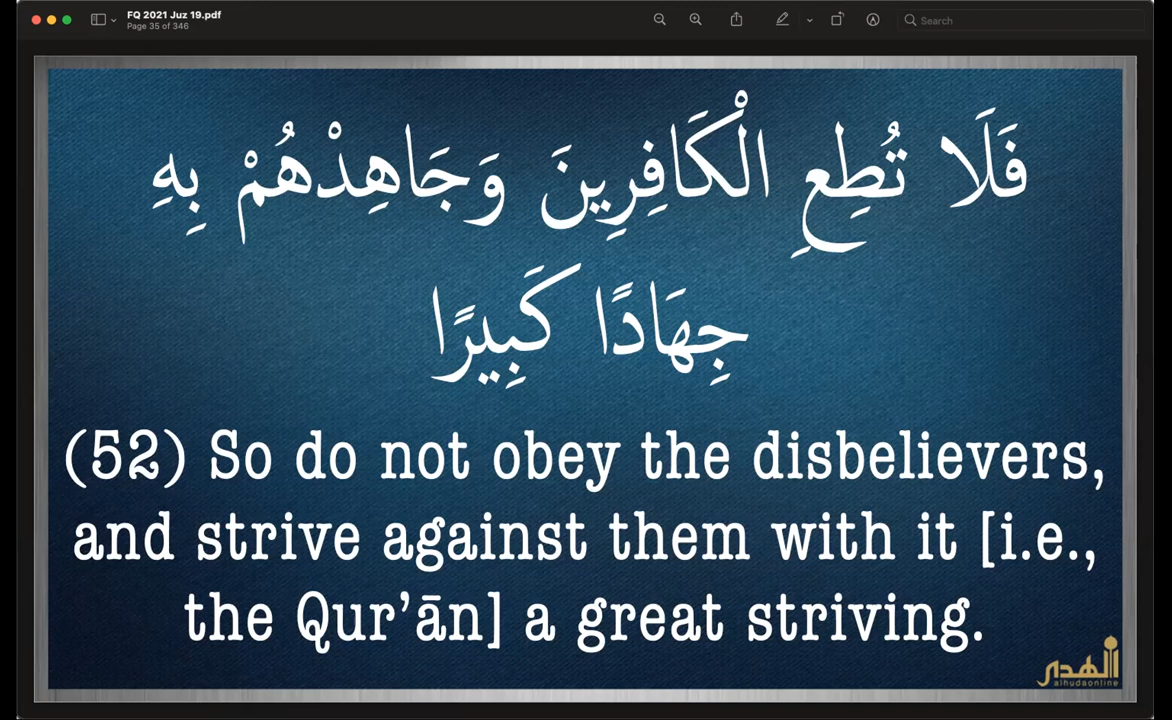 FQ 2021 Juz 19.pdf
Page 35 of 346
Search
فَلَا تُطِعِ الْكَافِرِينَ وَجَاهِدْهُمْ بِهِ
جِهَادًا كَبِيرًا
(52) So do not obey the disbelievers,
and strive against them with it [i.e.,
the Qur’ān] a great striving.
الهدى
alhudaonline